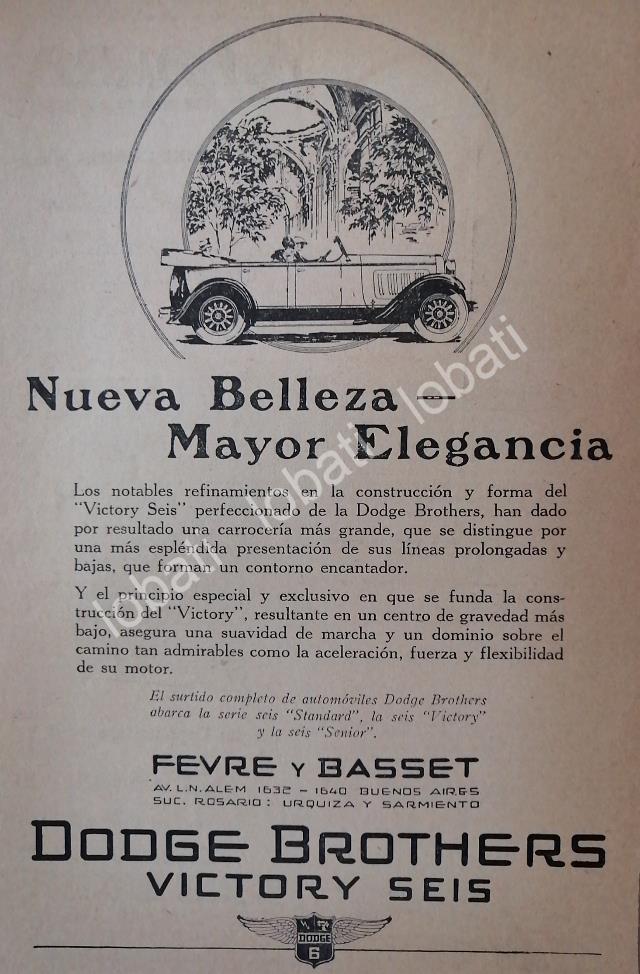 Nueva Belleza —
Mayor Elegancia
Los notables refinamientos en la construcción y forma del
"Victory Seis" perfeccionado de la Dodge Brothers, han dado
por resultado una carrocería más grande, que se distingue por
una más espléndida presentación de sus líneas prolongadas y
bajas, que forman un contorno encantador.
Y el principio especial y exclusivo en que se funda la cons-
trucción del "Victory", resultante en un centro de gravedad más
bajo, asegura una suavidad de marcha y un dominio sobre el
camino tan admirables como la aceleración, fuerza y flexibilidad
de su motor.
El surtido completo de automóviles Dodge Brothers
abarca la serie seis "Standard", la seis "Victory"
y la seis "Senior".
FEVRE Y BASSET
AV. L. N. ALEM 1632 - 1640 BUENOS AIRES
SUC. ROSARIO: URQUIZA Y SARMIENTO
DODGE BROTHERS
VICTORY SEIS
DODGE
6
lobati lobati lobati